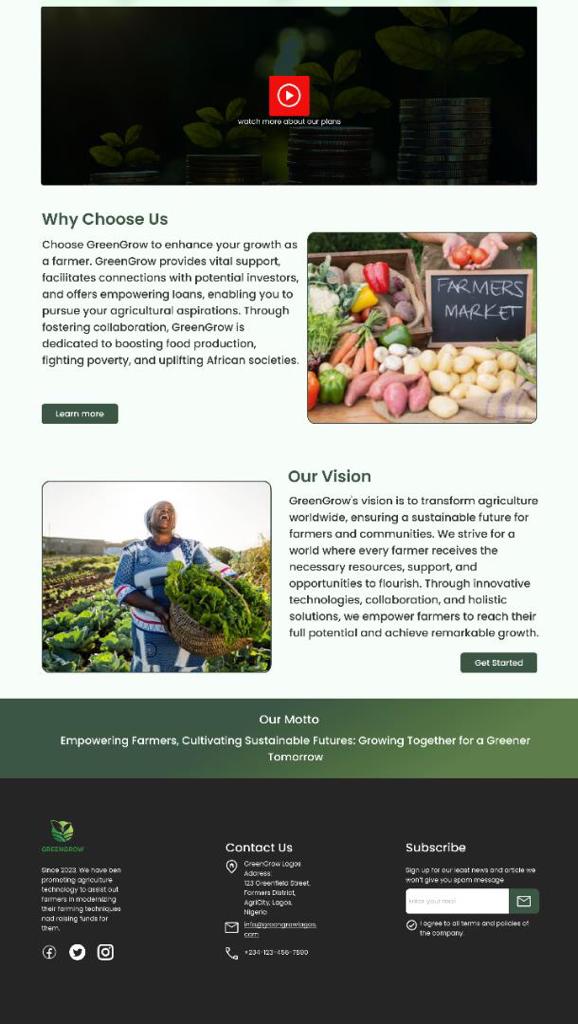 watch more about our plans
Why Choose Us
Choose GreenGrow to enhance your growth as
a farmer. GreenGrow provides vital support,
facilitates connections with potential investors,
and offers empowering loans, enabling you to
pursue your agricultural aspirations. Through
fostering collaboration, GreenGrow is
dedicated to boosting food production,
fighting poverty, and uplifting African societies.
FARMERS
MARKET
Learn more
Our Vision
GreenGrow's vision is to transform agriculture
worldwide, ensuring a sustainable future for
farmers and communities. We strive for a
world where every farmer receives the
necessary resources, support, and
opportunities to flourish. Through innovative
technologies, collaboration, and holistic
solutions, we empower farmers to reach their
full potential and achieve remarkable growth.
Get Started
Our Motto
Empowering Farmers, Cultivating Sustainable Futures: Growing Together for a Greener
Tomorrow
GREENGROW
Since 2023, We have ben
promoting agriculture
technology to assist out
farmers in modernizing
their farming techniques
nad raising funds for
them.
Contact Us
GreenGrow Lagos
Address:
123 Greenfield Street,
Farmers District,
AgriCity, Lagos,
Nigeria
info@greengrowlagos.
com
+234-123-456-7890
Subscribe
Sign up for our least news and article we
won't give you spam message
Enter your mail
I agree to all terms and policies of
the company.